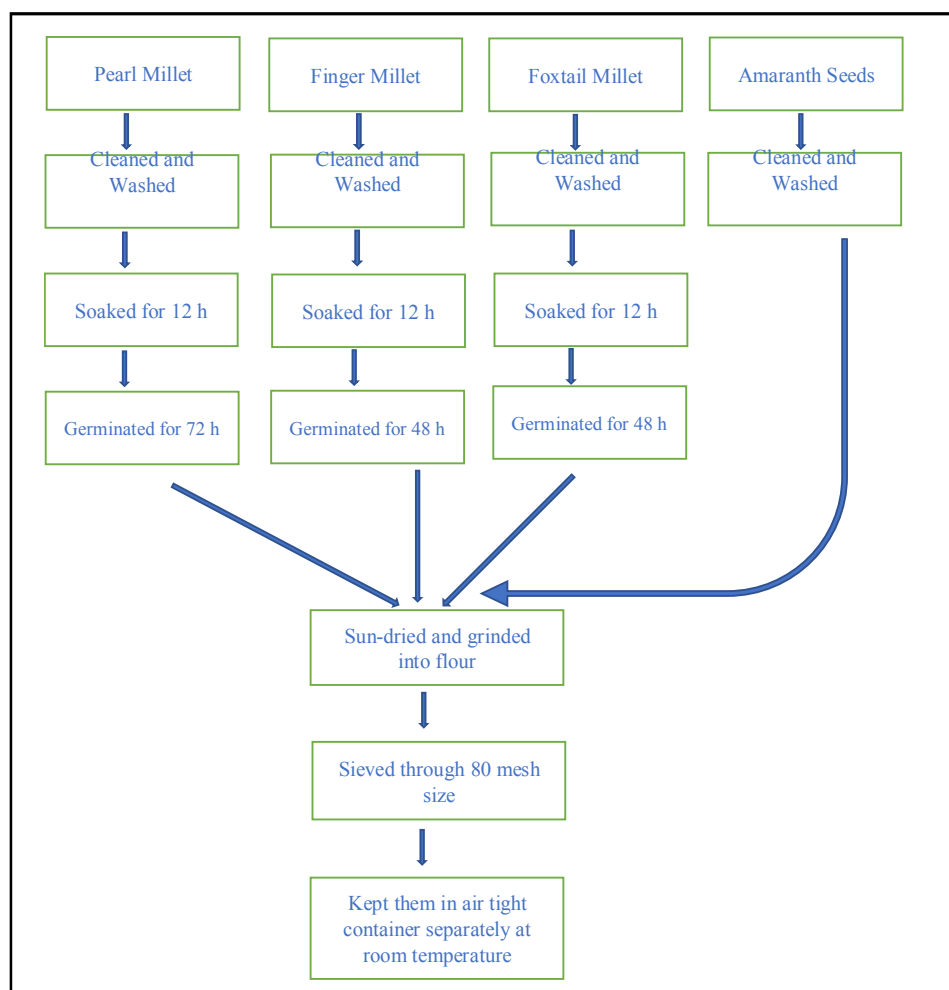 Pearl Millet
Finger Millet
Foxtail Millet
Amaranth Seeds
Cleaned and
Washed
Cleaned and
Washed
Cleaned and
Washed
Cleaned and
Washed
Soaked for 12 h
Soaked for 12 h
Soaked for 12 h
Germinated for 72 h
Germinated for 48 h
Germinated for 48 h
Sun-dried and grinded
into flour
Sieved through 80 mesh
size
Kept them in air tight
container separately at
room temperature